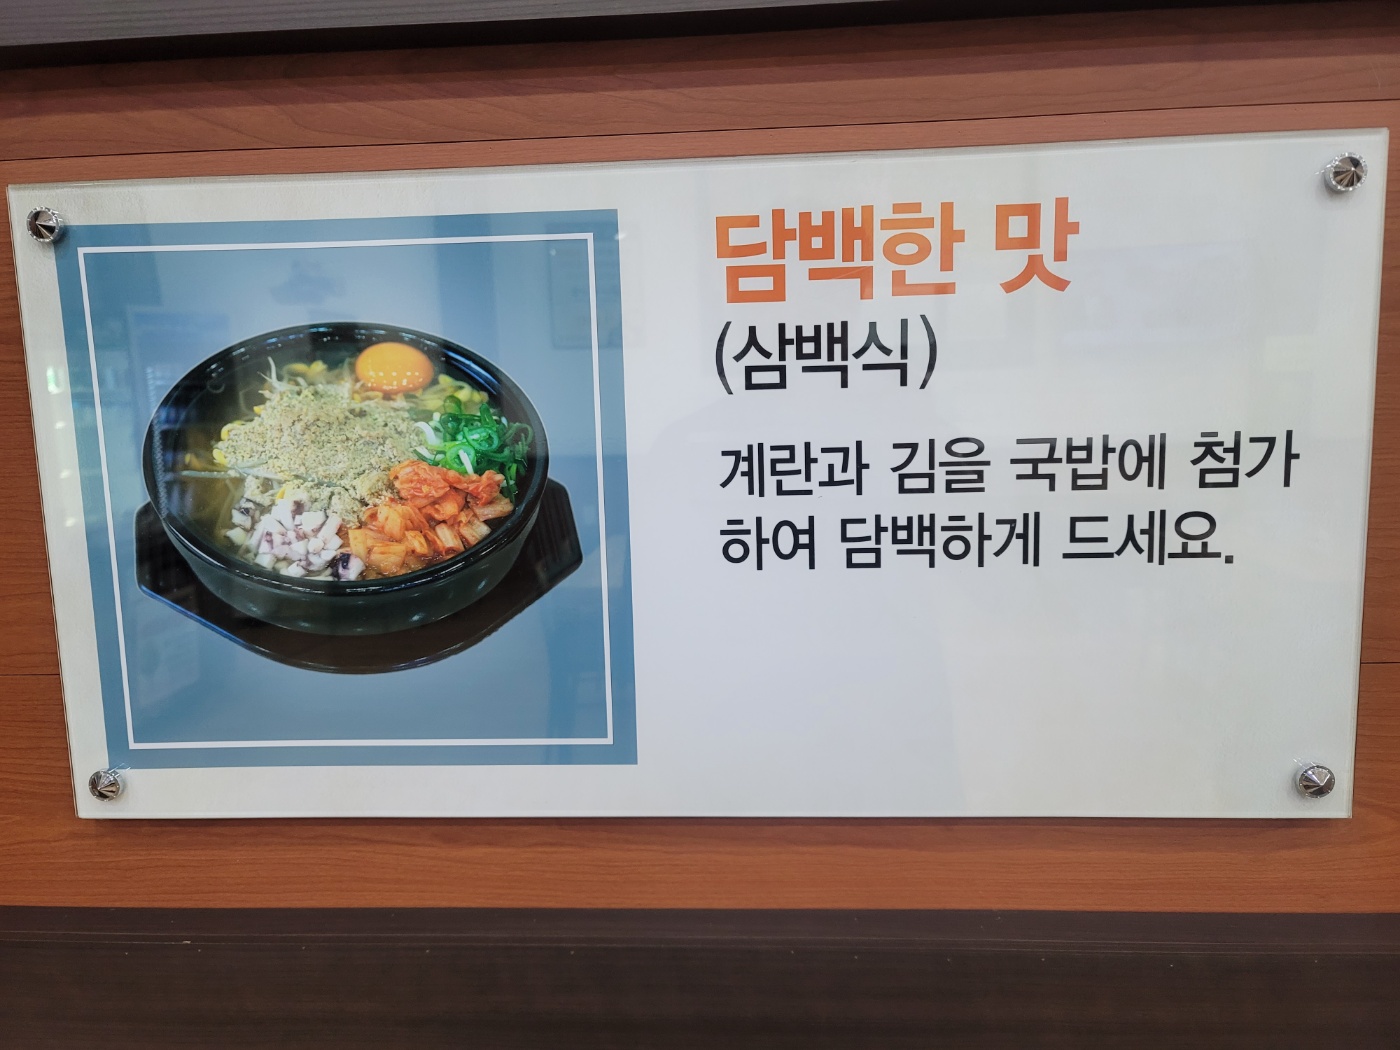 담백한 맛
(삼백식)
계란과 김을 국밥에 첨가
하여 담백하게 드세요.